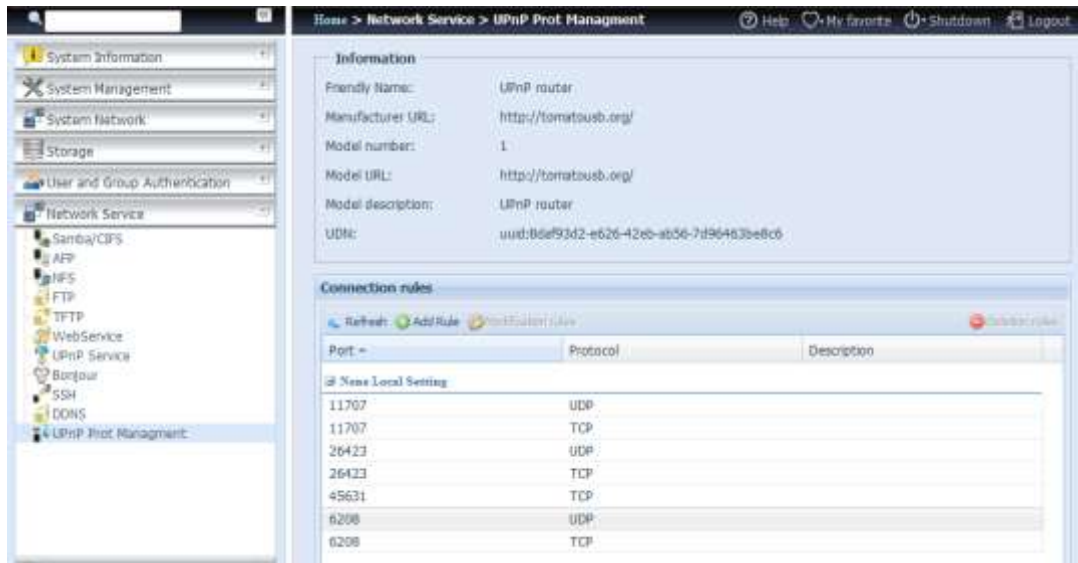 Home > Network Service > UPnP Prot Managment
Help
My favorite
Shutdown
Logout
System Information
System Management
System Network
Storage
User and Group Authentication
Network Service
Samba/CIFS
AFP
NFS
FTP
TFTP
WebService
UPnP Service
Bonjour
SSH
DDNS
UPnP Prot Managment
Information
Friendly Name: UPnP router
Manufacturer URL: http://tomatousb.org/
Model number: 1
Model URL: http://tomatousb.org/
Model description: UPnP router
UDN: uuid:8daf93d2-e626-42eb-ab56-7d96463be8c6
Connection rules
Refresh Add Rule
Port Protocol Description
None Local Setting
11707 UDP
11707 TCP
26423 UDP
26423 TCP
45631 TCP
6208 UDP
6208 TCP